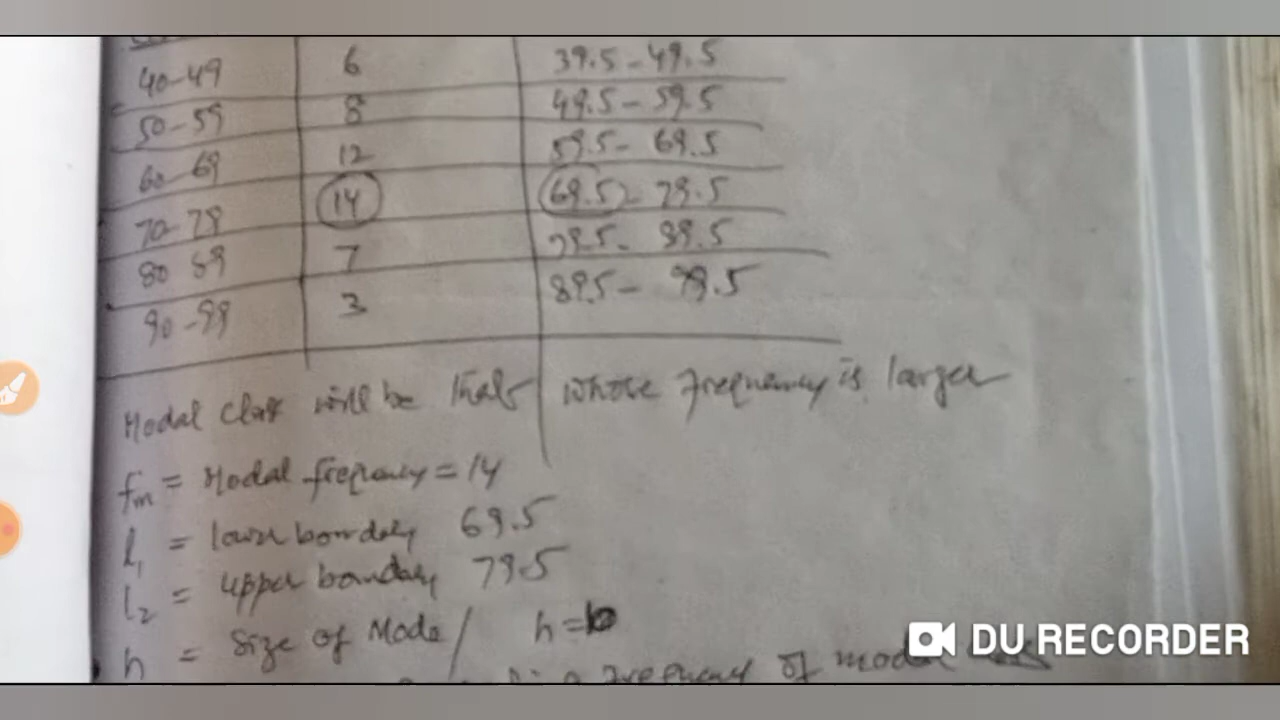 40-49 6 39.5-49.5
50-59 8 49.5-59.5
60-69 12 59.5-69.5
70-79 14 69.5-79.5
80-89 7 79.5-89.5
90-99 3 89.5-99.5
Modal class will be that whose frequency is larger
fm = Modal frequency = 14
l1 = lower boundary 69.5
l2 = upper boundary 79.5
h = Size of Mode / h = 10
frequency of modal
DU RECORDER